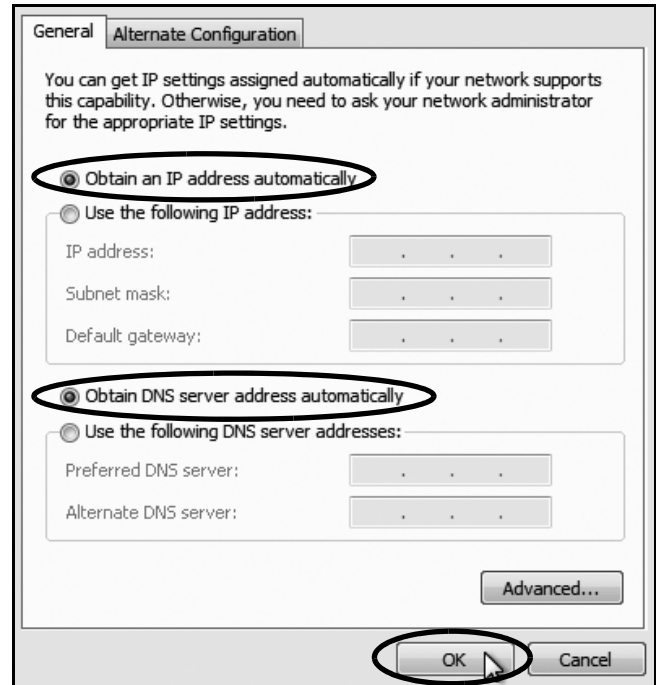 General Alternate Configuration
You can get IP settings assigned automatically if your network supports
this capability. Otherwise, you need to ask your network administrator
for the appropriate IP settings.
Obtain an IP address automatically
Use the following IP address:
IP address:
Subnet mask:
Default gateway:
Obtain DNS server address automatically
Use the following DNS server addresses:
Preferred DNS server:
Alternate DNS server:
Advanced...
OK Cancel